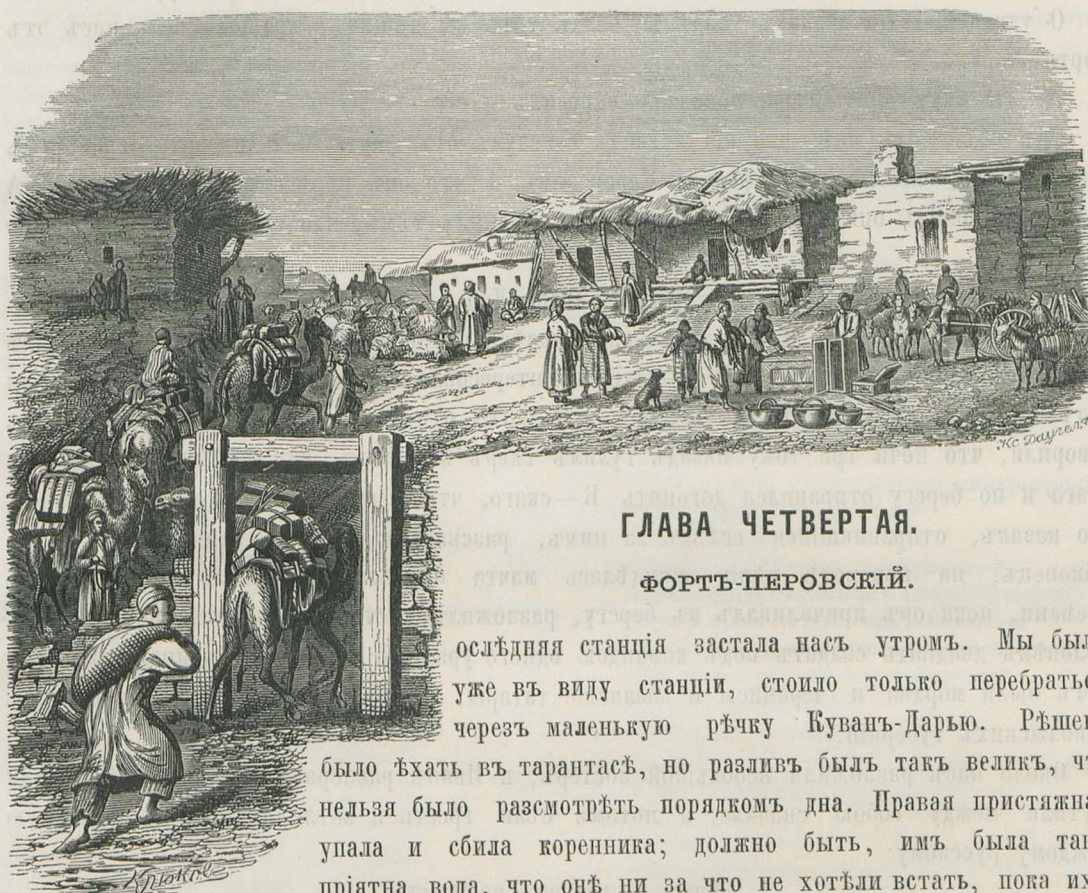 ГЛАВА ЧЕТВЕРТАЯ.
ФОРТЪ-ПЕРОВСКІЙ.
ослѣдняя станція застала насъ утромъ. Мы был
уже въ виду станціи, стоило только перебратьс
черезъ маленькую рѣчку Куванъ-Дарью. Рѣшен
было ѣхать въ тарантасѣ, но разливъ былъ такъ великъ, чт
нельзя было разсмотрѣть порядкомъ дна. Правая пристяжна
упала и сбила коренника; должно быть, имъ была так
пріятна вода, что онѣ ни за что не хотѣли встать, пока их